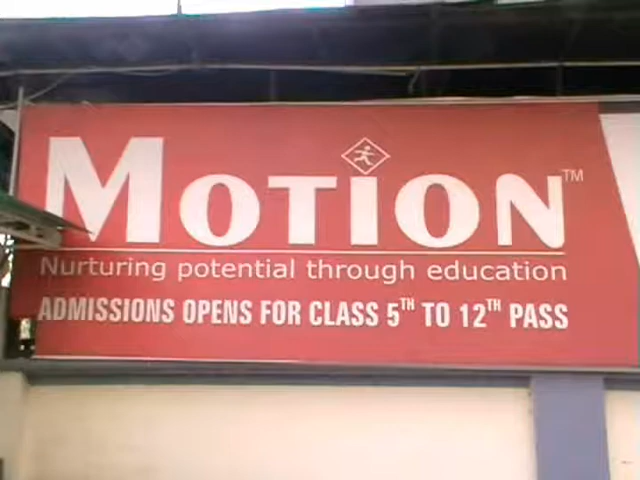 MOTION™
Nurturing potential through education
ADMISSIONS OPENS FOR CLASS 5TH TO 12TH PASS